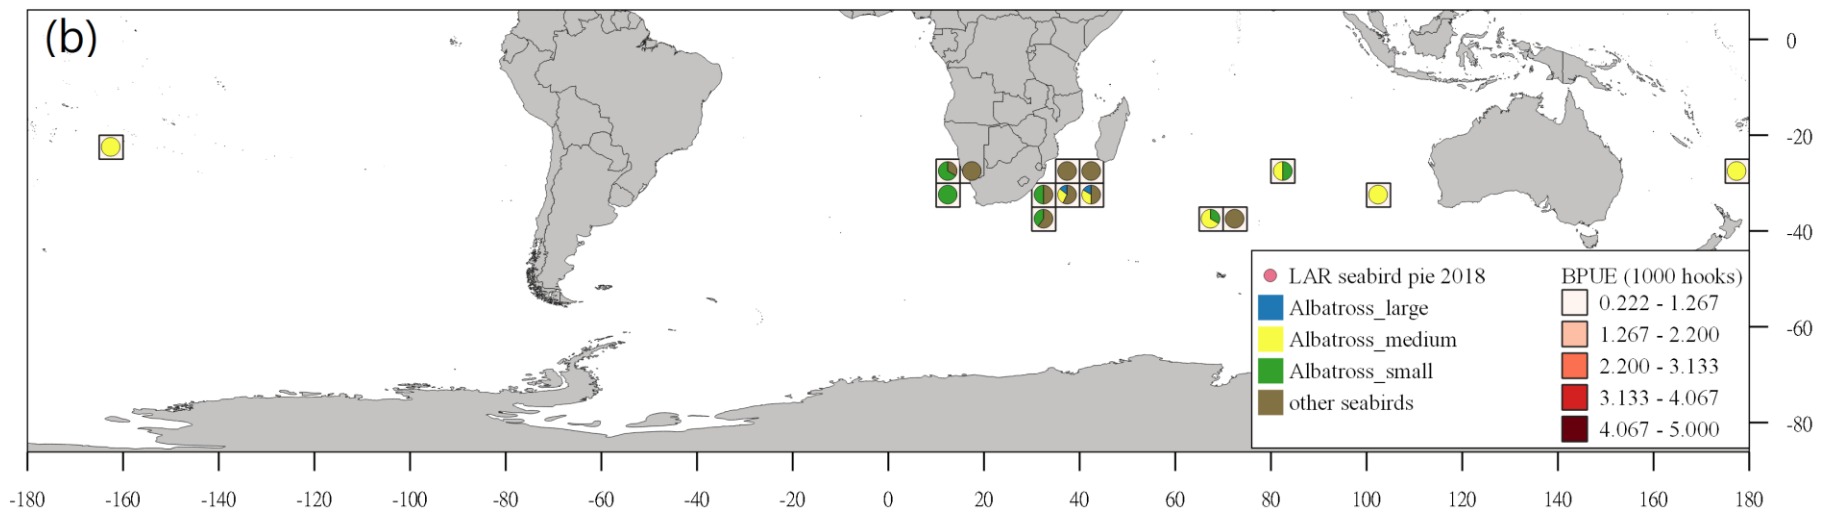 (b)
0
-20
-40
-60
-80
LAR seabird pie 2018
Albatross_large
Albatross_medium
Albatross_small
other seabirds
BPUE (1000 hooks)
0.222 - 1.267
1.267 - 2.200
2.200 - 3.133
3.133 - 4.067
4.067 - 5.000
-180 -160 -140 -120 -100 -80 -60 -40 -20 0 20 40 60 80 100 120 140 160 180